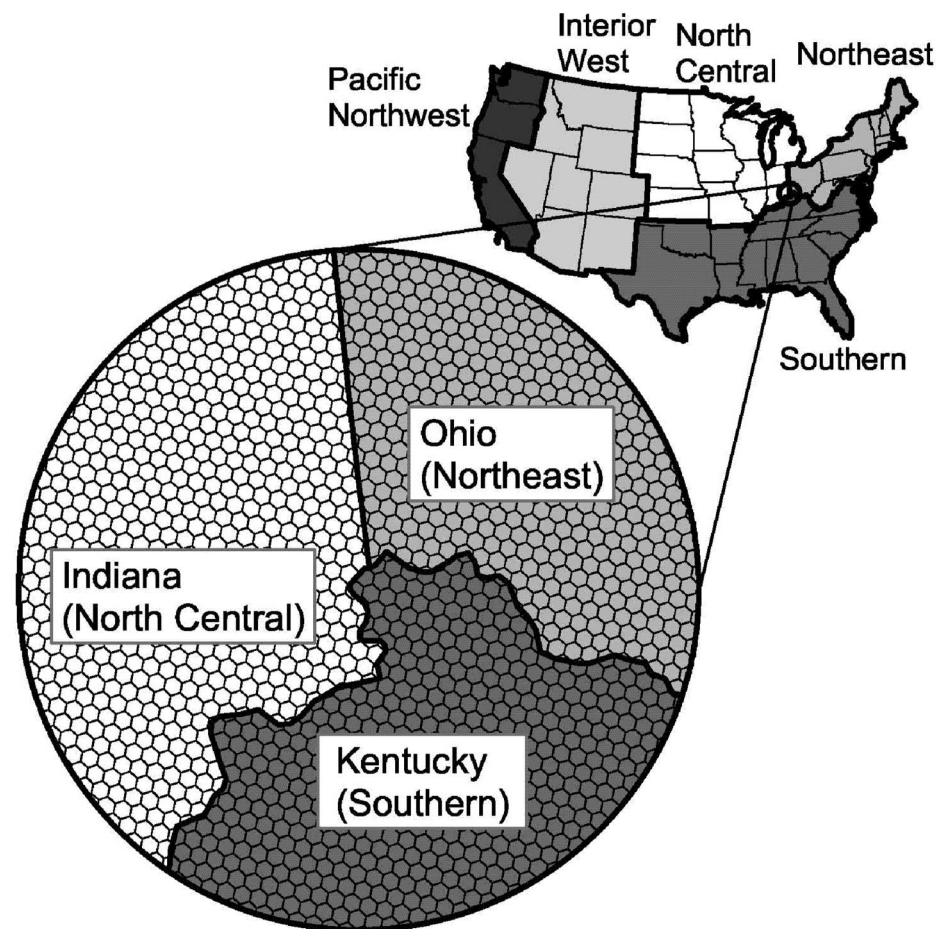 Pacific
Northwest
Interior
West
North
Central
Northeast
Southern
Ohio
(Northeast)
Indiana
(North Central)
Kentucky
(Southern)